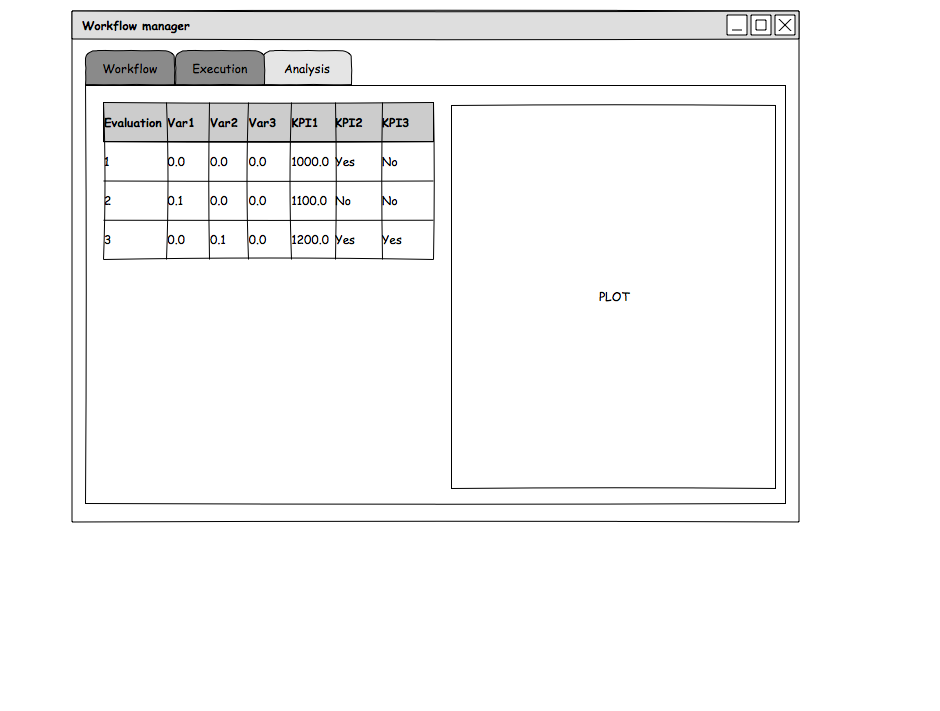 Workflow manager
Workflow Execution Analysis
Evaluation Var1 Var2 Var3 KPI1 KPI2 KPI3
1 0.0 0.0 0.0 1000.0 Yes No
2 0.1 0.0 0.0 1100.0 No No
3 0.0 0.1 0.0 1200.0 Yes Yes
PLOT